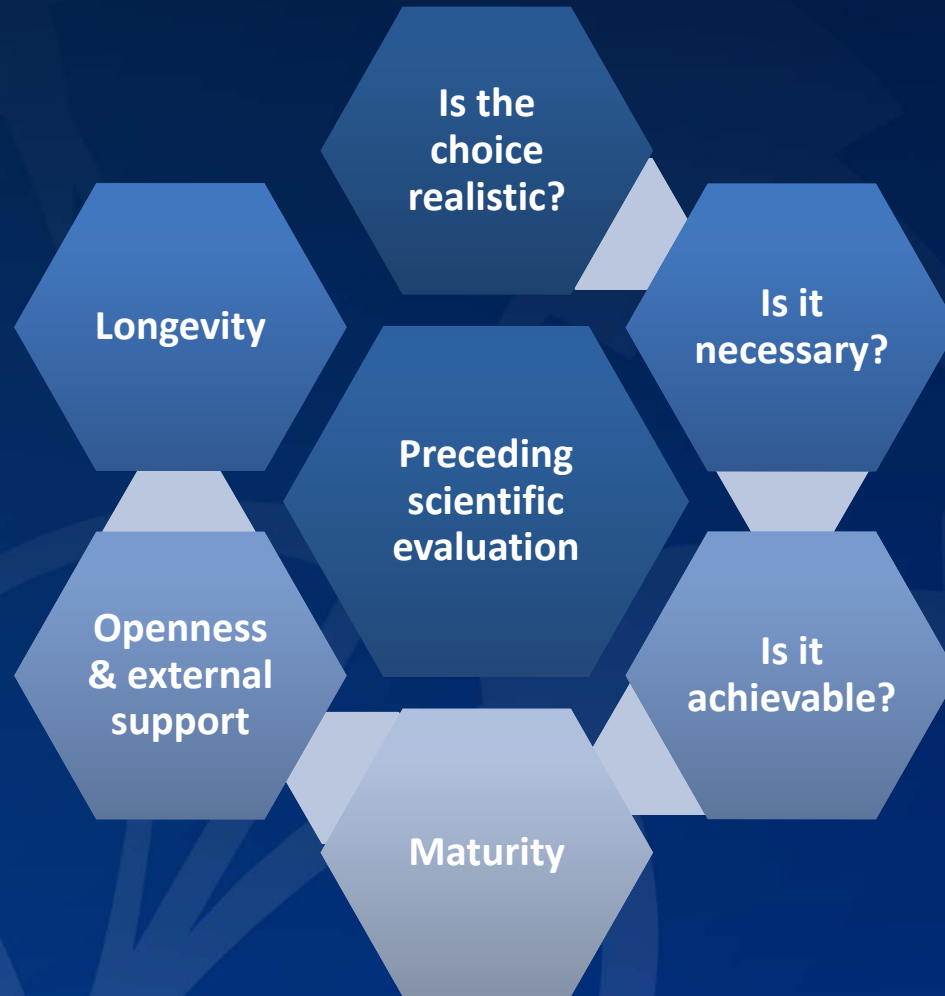 Is the
choice
realistic?
Is it
necessary?
Is it
achievable?
Maturity
Openness
& external
support
Longevity
Preceding
scientific
evaluation